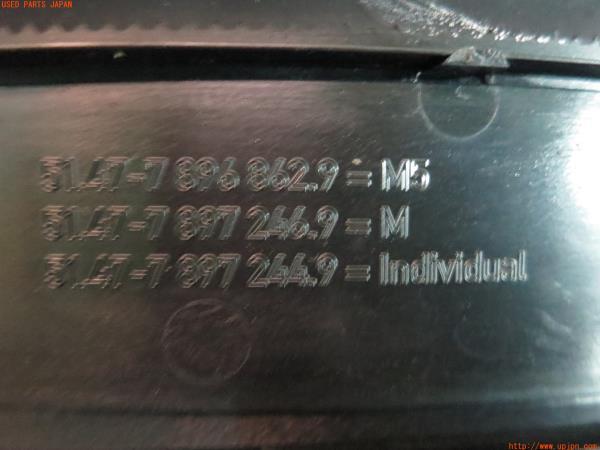 USED PARTS JAPAN
51.47-7 896 862.9 = M5
51.47-7 897 246.9 = M
51.47-7 897 244.9 = Individual
http://www.upjpn.com/